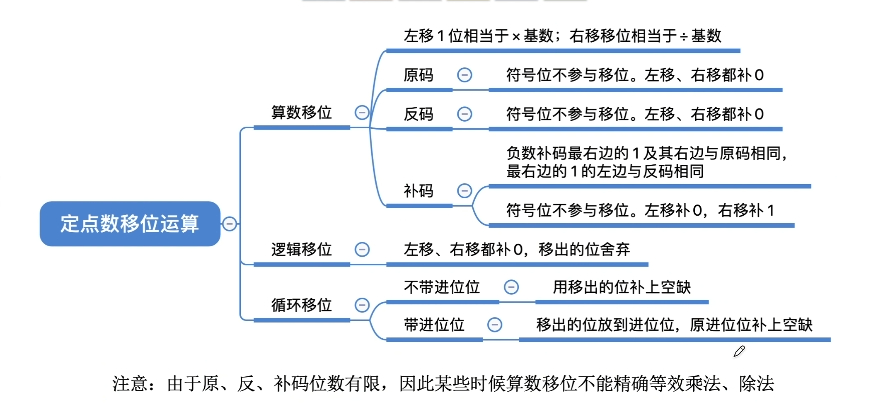 左移1位相当于×基数；右移移位相当于÷基数
原码
符号位不参与移位。左移、右移都补0
算数移位
反码
符号位不参与移位。左移、右移都补0
负数补码最右边的1及其右边与原码相同，
最右边的1的左边与反码相同
补码
符号位不参与移位。左移补0，右移补1
定点数移位运算
逻辑移位
左移、右移都补0，移出的位舍弃
循环移位
不带进位位
用移出的位补上空缺
带进位位
移出的位放到进位位，原进位位补上空缺
注意：由于原、反、补码位数有限，因此某些时候算数移位不能精确等效乘法、除法